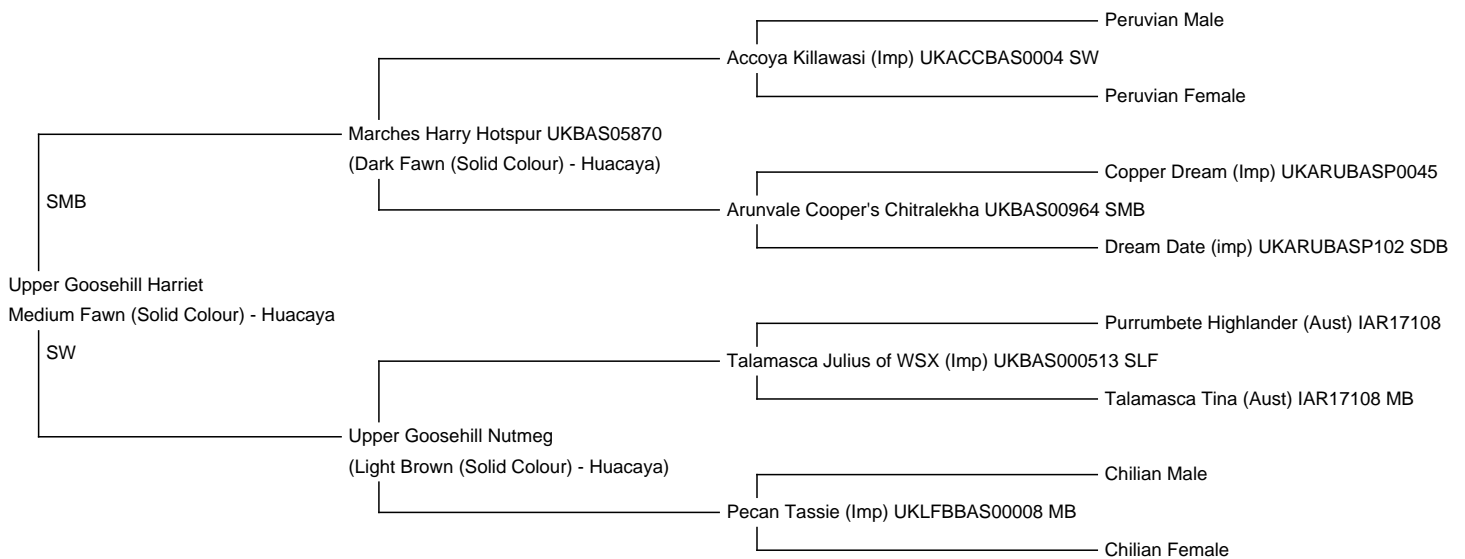 Peruvian Male
Accoya Killawasi (Imp) UKACCBAS0004 SW
Peruvian Female
Marches Harry Hotspur UKBAS05870
(Dark Fawn (Solid Colour) - Huacaya)
Copper Dream (Imp) UKARUBASP0045
SMB
Arunvale Cooper's Chitralekha UKBAS00964 SMB
Dream Date (imp) UKARUBASP102 SDB
Upper Goosehill Harriet
Medium Fawn (Solid Colour) - Huacaya
Purrumbete Highlander (Aust) IAR17108
SW
Talamasca Julius of WSX (Imp) UKBAS000513 SLF
Talamasca Tina (Aust) IAR17108 MB
Upper Goosehill Nutmeg
(Light Brown (Solid Colour) - Huacaya)
Chilian Male
Pecan Tassie (Imp) UKLFBBAS00008 MB
Chilian Female